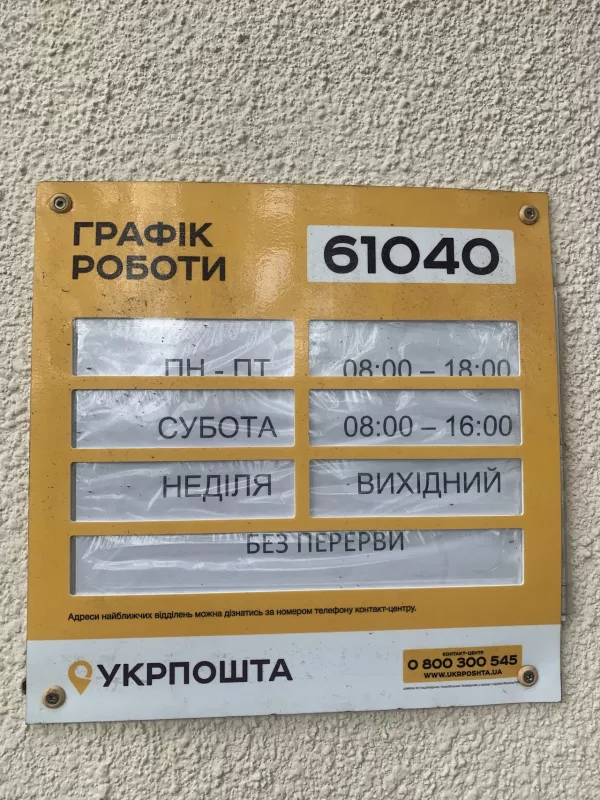 ГРАФІК
РОБОТИ
61040
ПН - ПТ 08:00 – 18:00
СУБОТА 08:00 – 16:00
НЕДІЛЯ ВИХІДНИЙ
БЕЗ ПЕРЕРВИ
Адреси найближчих відділень можна дізнатись за номером телефону контакт-центру.
УКРПОШТА
КОНТАКТ-ЦЕНТР
0 800 300 545
WWW.UKRPOSHTA.UA